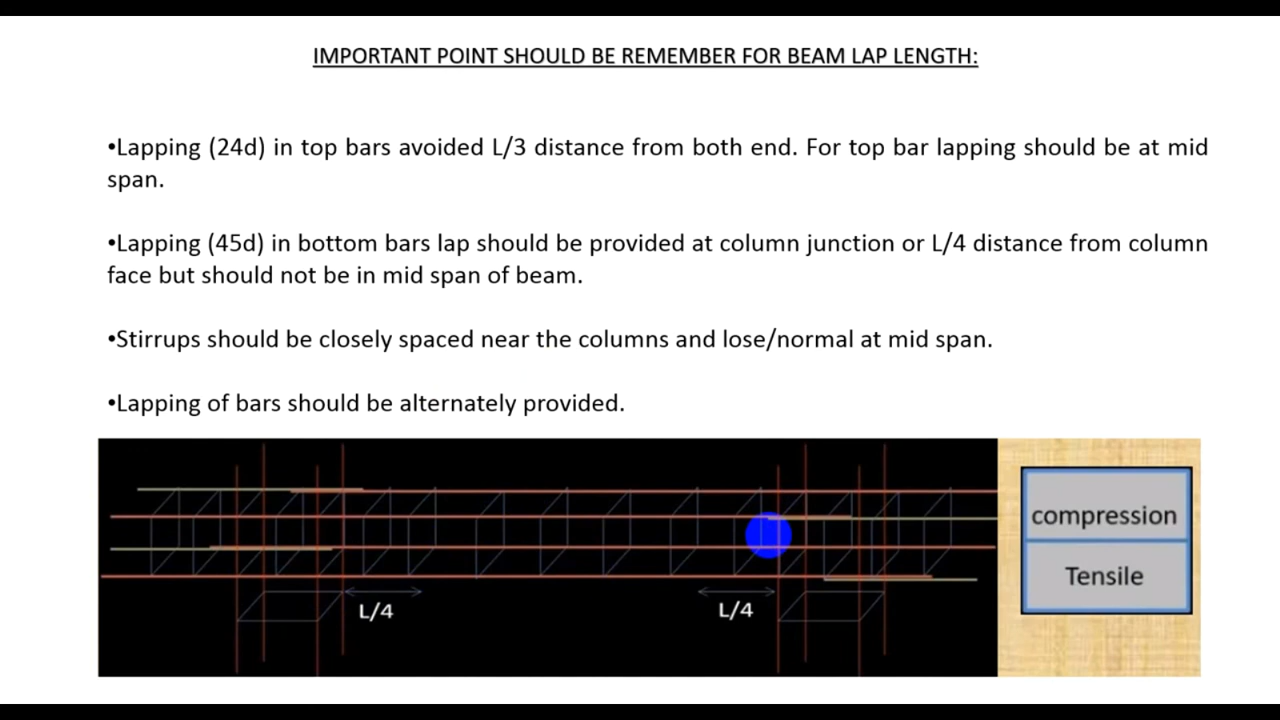 IMPORTANT POINT SHOULD BE REMEMBER FOR BEAM LAP LENGTH:
•Lapping (24d) in top bars avoided L/3 distance from both end. For top bar lapping should be at mid
span.
•Lapping (45d) in bottom bars lap should be provided at column junction or L/4 distance from column
face but should not be in mid span of beam.
•Stirrups should be closely spaced near the columns and lose/normal at mid span.
•Lapping of bars should be alternately provided.
L/4
L/4
compression
Tensile